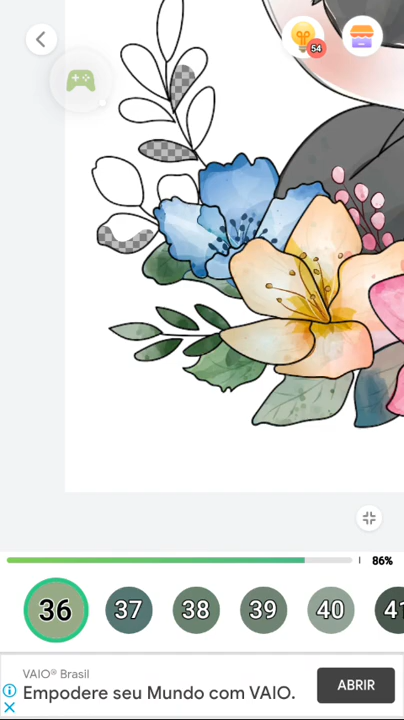 54
86%
36 37 38 39 40 41
VAIO® Brasil
Empodere seu Mundo com VAIO.
ABRIR